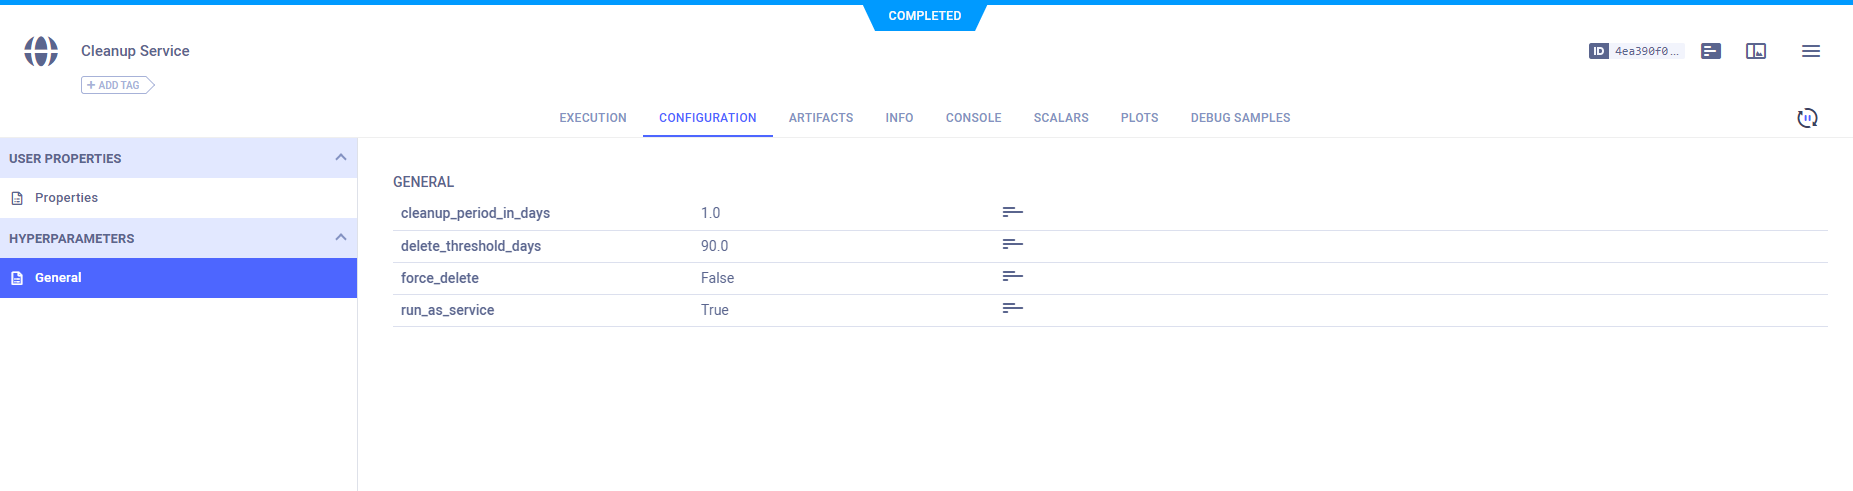 COMPLETED
Cleanup Service
ID 4ea390f0...
+ ADD TAG
EXECUTION CONFIGURATION ARTIFACTS INFO CONSOLE SCALARS PLOTS DEBUG SAMPLES
USER PROPERTIES
Properties
HYPERPARAMETERS
General
GENERAL
cleanup_period_in_days 1.0
delete_threshold_days 90.0
force_delete False
run_as_service True